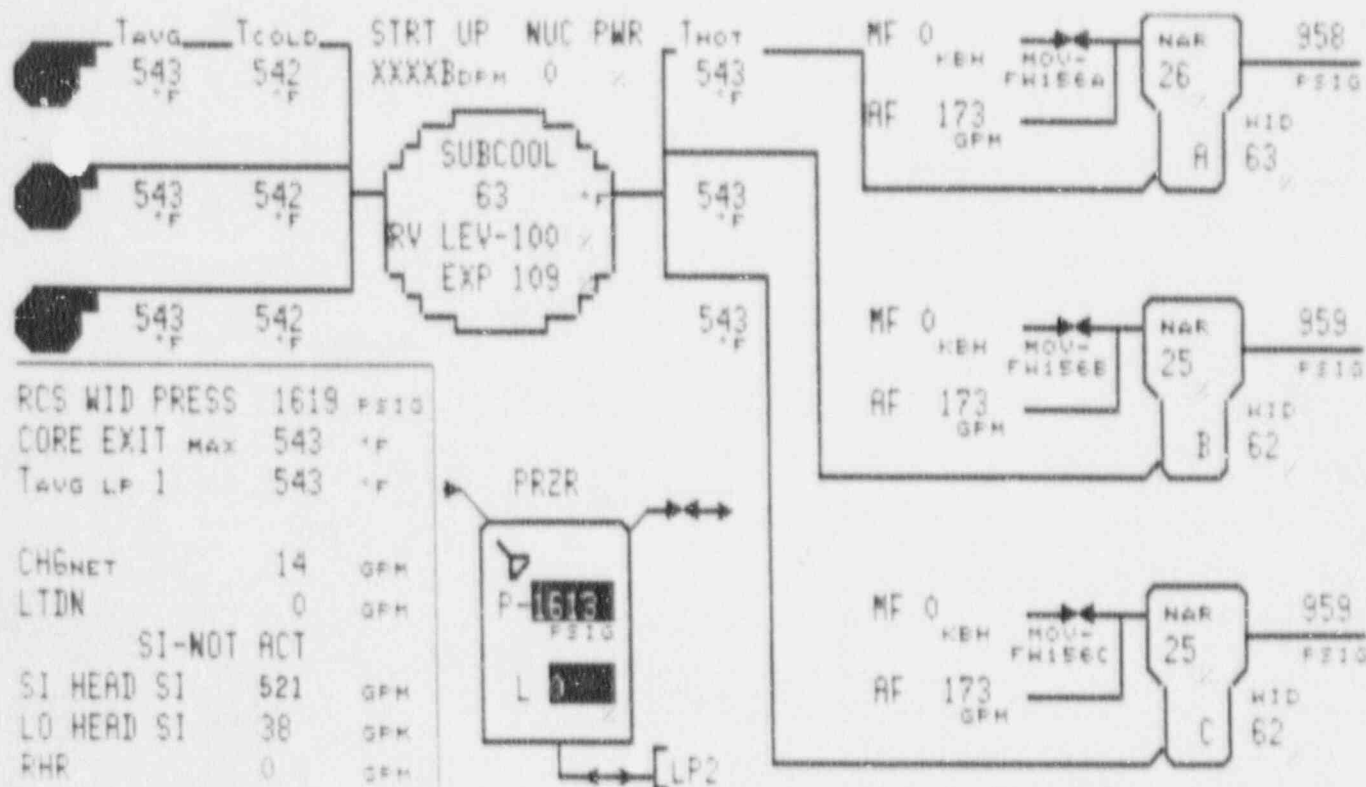 TAVG TCOLD STRT UP NUC PWR THOT
543 °F 542 °F XXXXB DPM 0 % 543 °F
SUBCOOL
63 °F
RV LEV-100 %
EXP 109 %
543 °F 542 °F 543 °F
543 °F 542 °F 543 °F
MF 0 KBH
MOV-FW156A
AF 173 GPM
NAR
26 %
A
958 PSIG
WID
63 %
MF 0 KBH
MOV-FW156B
AF 173 GPM
NAR
25 %
B
959 PSIG
WID
62 %
MF 0 KBH
MOV-FW156C
AF 173 GPM
NAR
25 %
C
959 PSIG
WID
62 %
RCS WID PRESS 1619 PSIG
CORE EXIT MAX 543 °F
TAVG LP 1 543 °F
CHGNET 14 GPM
LTDN 0 GPM
SI-NOT ACT
SI HEAD SI 521 GPM
LO HEAD SI 38 GPM
RHR 0 GPM
PRZR
P-1613
PSIG
L 0
%
LP2